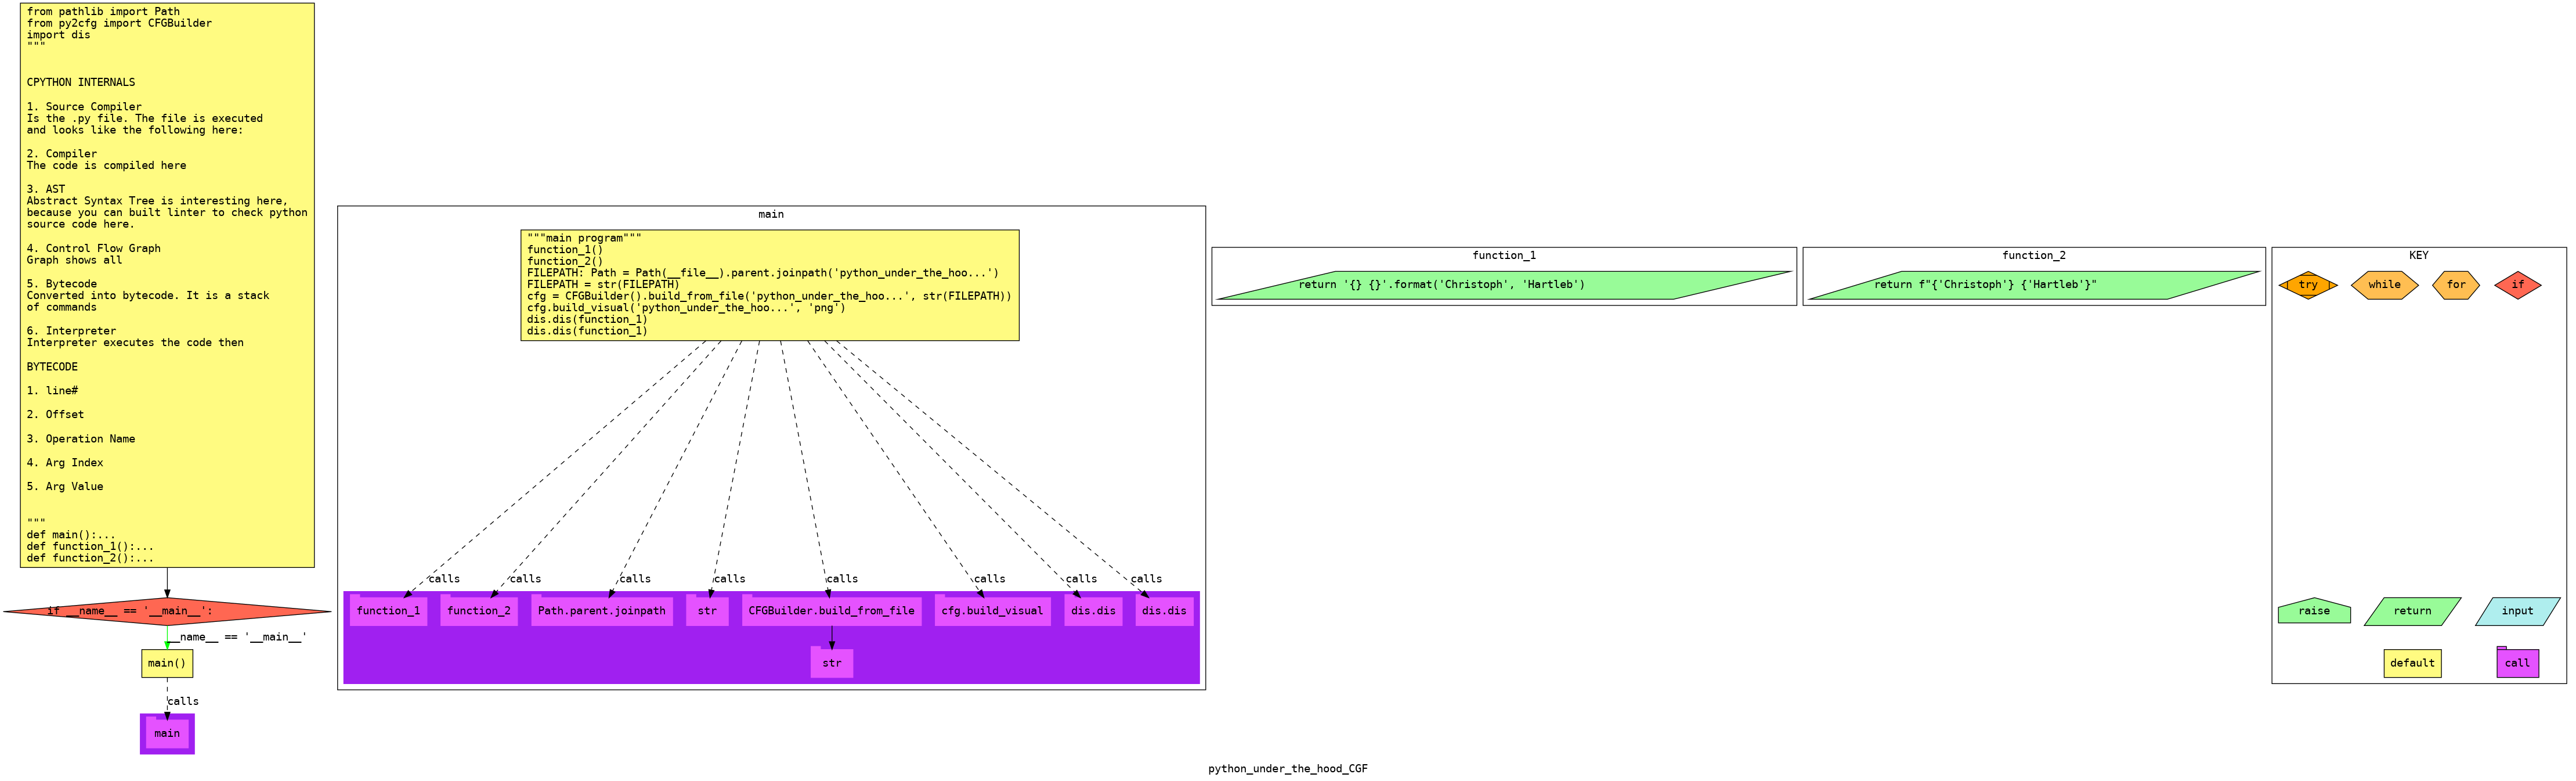 from pathlib import Path
from py2cfg import CFGBuilder
import dis
"""
CPYTHON INTERNALS
1. Source Compiler
Is the .py file. The file is executed
and looks like the following here:
2. Compiler
The code is compiled here
3. AST
Abstract Syntax Tree is interesting here,
because you can built linter to check python
source code here.
4. Control Flow Graph
Graph shows all
5. Bytecode
Converted into bytecode. It is a stack
of commands
6. Interpreter
Interpreter executes the code then
BYTECODE
1. line#
2. Offset
3. Operation Name
4. Arg Index
5. Arg Value
"""
def main():...
def function_1():...
def function_2():...
if __name__ == '__main__':
__name__ == '__main__'
main()
calls
main
main
"""main program"""
function_1()
function_2()
FILEPATH: Path = Path(__file__).parent.joinpath('python_under_the_hoo...')
FILEPATH = str(FILEPATH)
cfg = CFGBuilder().build_from_file('python_under_the_hoo...', str(FILEPATH))
cfg.build_visual('python_under_the_hoo...', 'png')
dis.dis(function_1)
dis.dis(function_1)
calls calls calls calls calls calls calls calls
function_1 function_2 Path.parent.joinpath str CFGBuilder.build_from_file cfg.build_visual dis.dis dis.dis
str
function_1
return '{} {}'.format('Christoph', 'Hartleb')
function_2
return f"{'Christoph'} {'Hartleb'}"
KEY
try while for if
raise return input
default call
python_under_the_hood_CGF